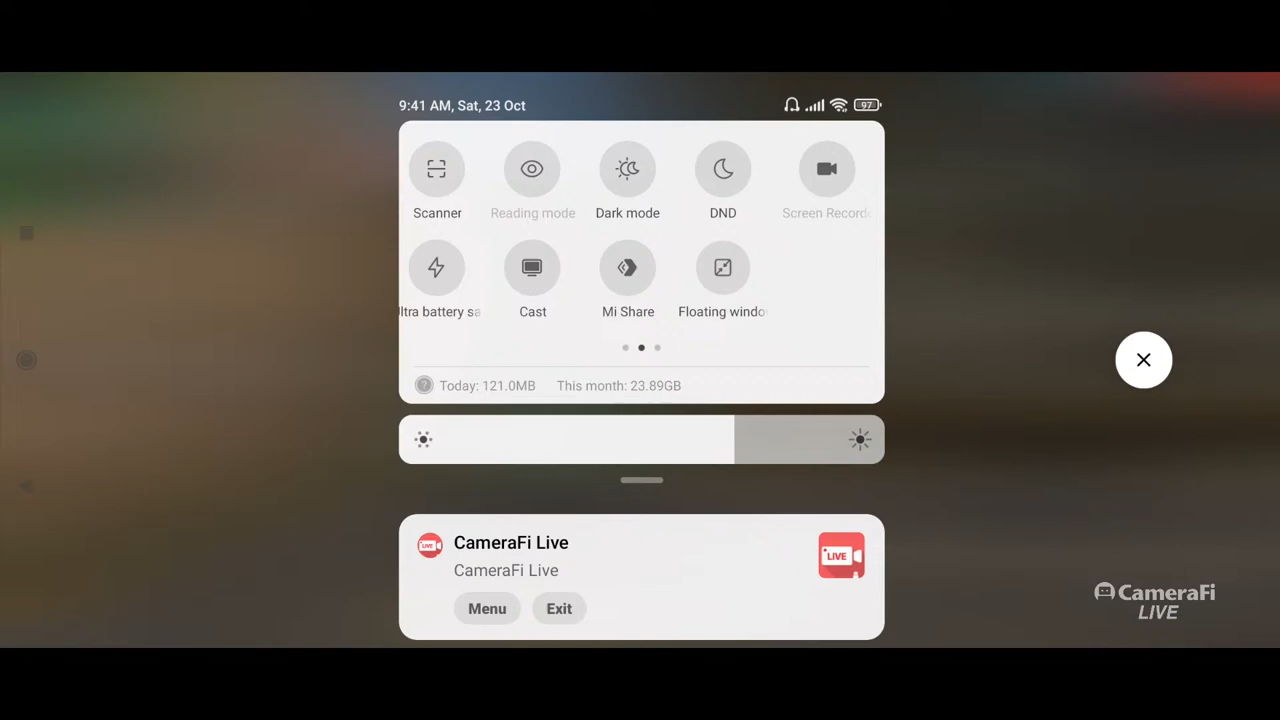 9:41 AM, Sat, 23 Oct 97
Scanner Reading mode Dark mode DND Screen Recorde
ltra battery sa Cast Mi Share Floating windo
? Today: 121.0MB This month: 23.89GB
LIVE CameraFi Live LIVE
CameraFi Live
Menu Exit
CameraFi
LIVE